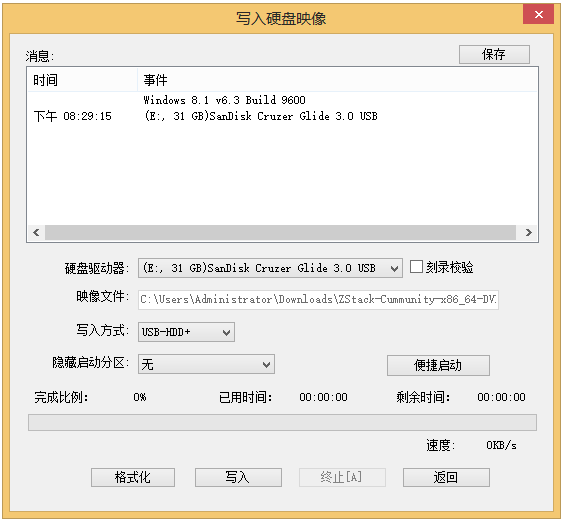 写入硬盘映像
消息:
保存
时间 事件
Windows 8.1 v6.3 Build 9600
下午 08:29:15 (E:, 31 GB)SanDisk Cruzer Glide 3.0 USB
硬盘驱动器: (E:, 31 GB)SanDisk Cruzer Glide 3.0 USB 刻录校验
映像文件: C:\Users\Administrator\Downloads\ZStack-Cummunity-x86_64-DV
写入方式: USB-HDD+
隐藏启动分区: 无 便捷启动
完成比例: 0% 已用时间: 00:00:00 剩余时间: 00:00:00
速度: 0KB/s
格式化 写入 终止[A] 返回